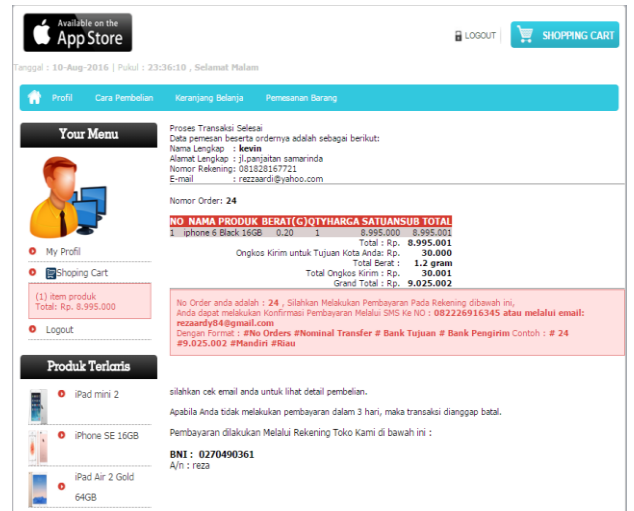 Available on the
App Store
LOGOUT
SHOPPING CART
Tanggal : 10-Aug-2016 | Pukul : 23:36:10 , Selamat Malam
Profil Cara Pembelian Keranjang Belanja Pemesanan Barang
Your Menu
My Profil
Shoping Cart
(1) item produk
Total: Rp. 8.995.000
Logout
Produk Terlaris
iPad mini 2
iPhone SE 16GB
iPad Air 2 Gold
64GB
Proses Transaksi Selesai
Data pemesan beserta ordernya adalah sebagai berikut:
Nama Lengkap : kevin
Alamat Lengkap : jl.panjaitan samarinda
Nomor Rekening: 081828167721
E-mail : rezzaardi@yahoo.com
Nomor Order: 24
NO NAMA PRODUK BERAT(G)QTYHARGA SATUANSUB TOTAL
1 iphone 6 Black 16GB 0.20 1 8.995.000 8.995.001
Total : Rp. 8.995.001
Ongkos Kirim untuk Tujuan Kota Anda: Rp. 30.000
Total Berat : 1.2 gram
Total Ongkos Kirim : Rp. 30.001
Grand Total : Rp. 9.025.002
No Order anda adalah : 24 , Silahkan Melakukan Pembayaran Pada Rekening dibawah ini,
Anda dapat melakukan Konfirmasi Pembayaran Melalui SMS Ke NO : 082226916345 atau melalui email:
rezaardy84@gmail.com
Dengan Format : #No Orders #Nominal Transfer # Bank Tujuan # Bank Pengirim Contoh : # 24
#9.025.002 #Mandiri #Riau
silahkan cek email anda untuk lihat detail pembelian.
Apabila Anda tidak melakukan pembayaran dalam 3 hari, maka transaksi dianggap batal.
Pembayaran dilakukan Melalui Rekening Toko Kami di bawah ini :
BNI : 0270490361
A/n : reza